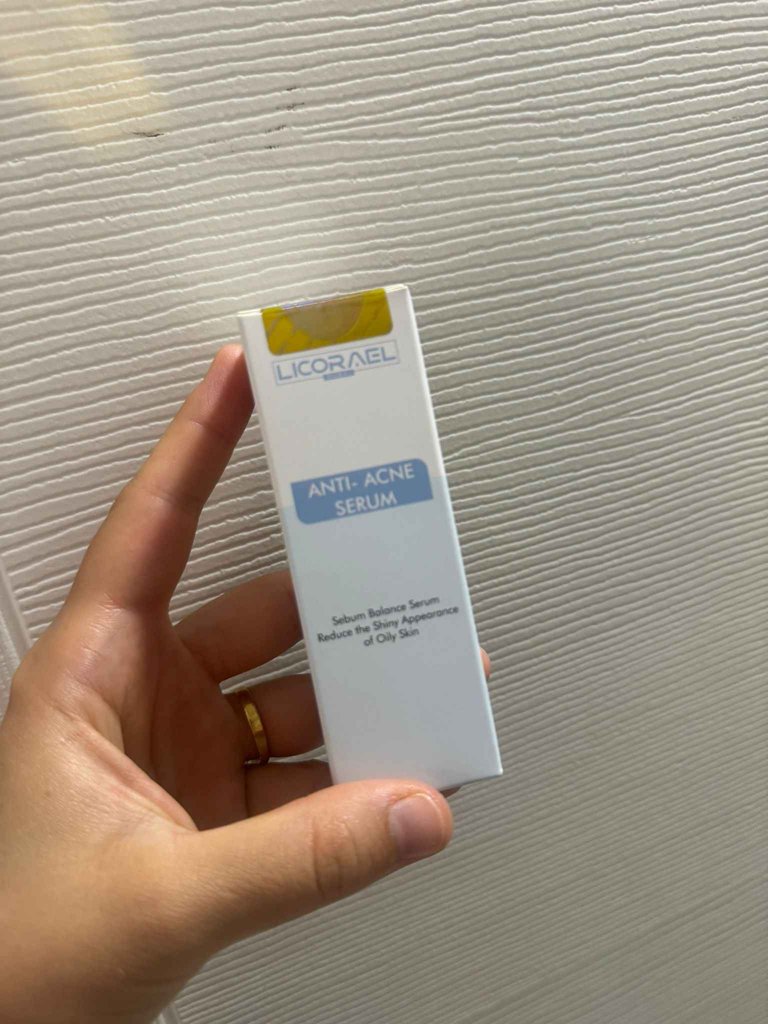 LICORAEL
ANTI- ACNE
SERUM
Sebum Balance Serum
Reduce the Shiny Appearance
of Oily Skin